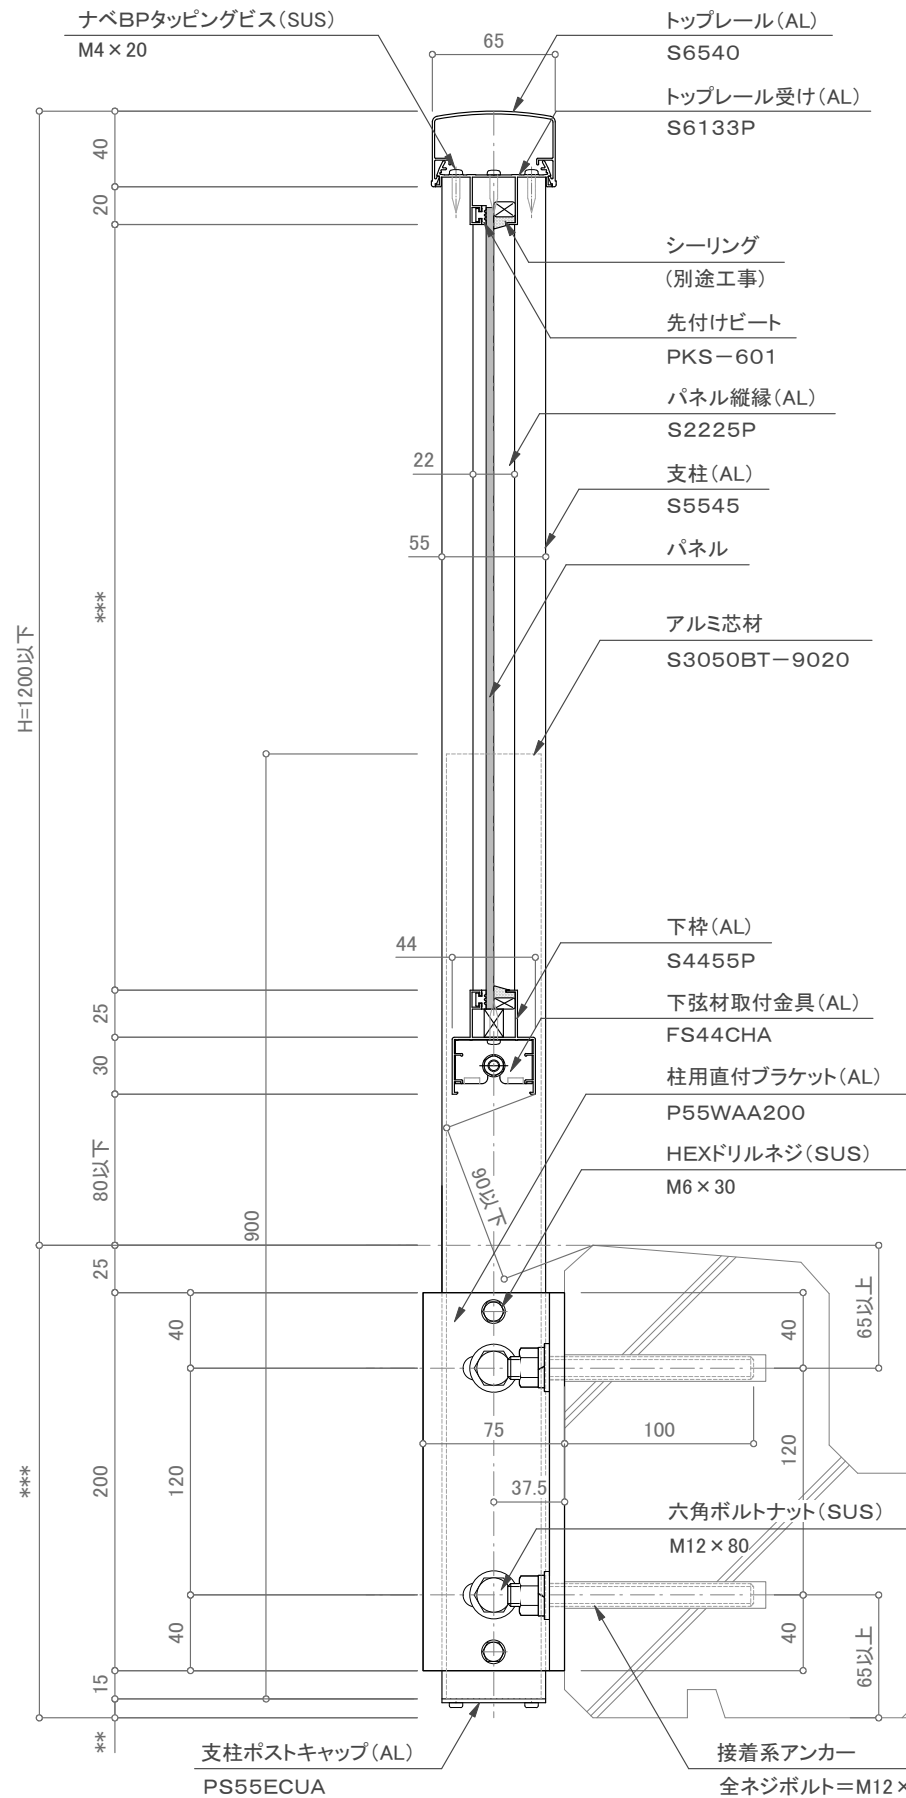 ナベBPタッピングビス(SUS)
M4×20
65
トップレール(AL)
S6540
トップレール受け(AL)
S6133P
40
20
シーリング
(別途工事)
先付けビート
PKS-601
パネル縦縁(AL)
S2225P
22
支柱(AL)
S5545
55
パネル
***
アルミ芯材
S3050BT-9020
H=1200以下
44
下枠(AL)
S4455P
25
下弦材取付金具(AL)
FS44CHA
30
柱用直付ブラケット(AL)
P55WAA200
80以下
90以下
HEXドリルネジ(SUS)
M6×30
900
25
65以上
40
40
75
100
***
200
120
120
37.5
六角ボルトナット(SUS)
M12×80
40
40
65以上
15
**
支柱ポストキャップ(AL)
PS55ECUA
接着系アンカー
全ネジボルト=M12×